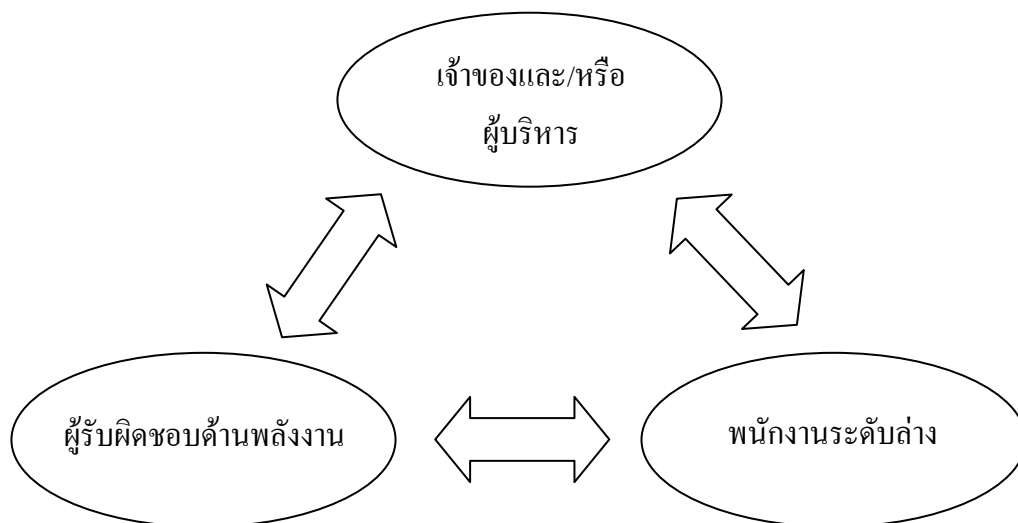 เจ้าของและ/หรือ
ผู้บริหาร
ผู้รับผิดชอบด้านพลังงาน
พนักงานระดับล่าง